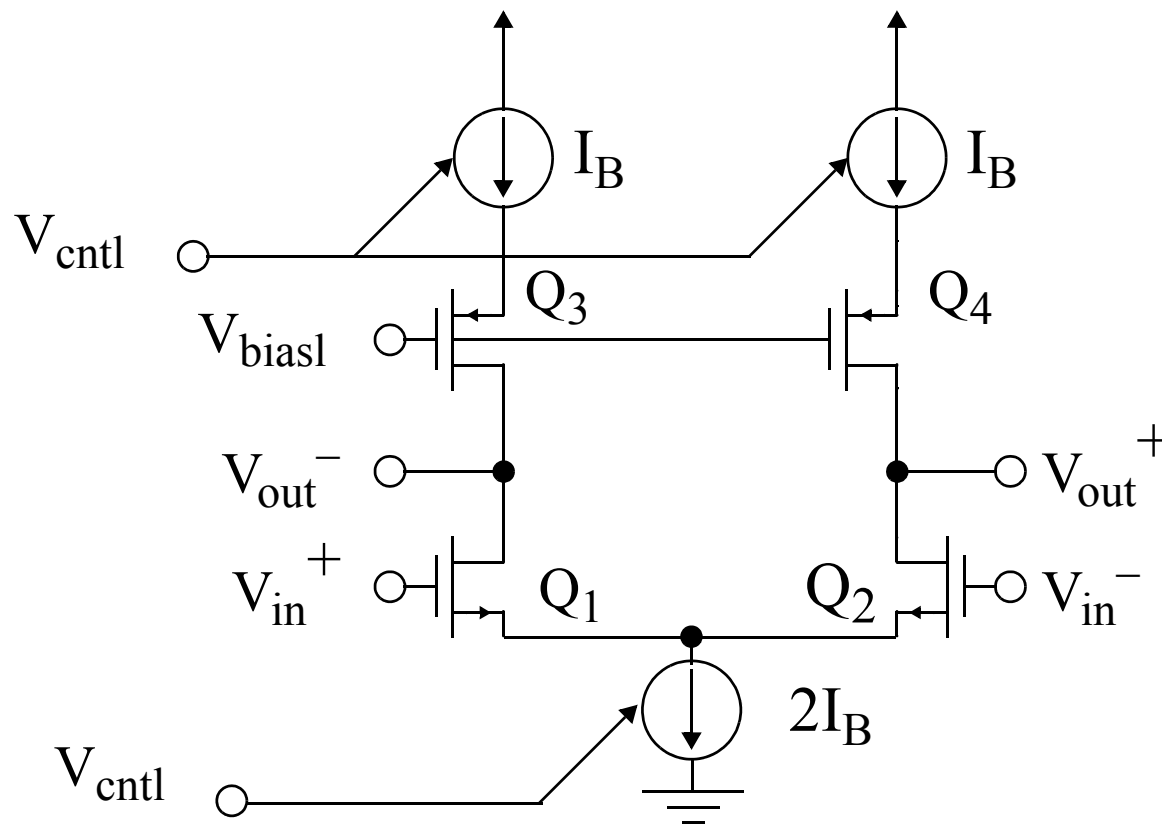 I_B I_B
V_cntl
Q_3 Q_4
V_biasl
V_out^− V_out^+
V_in^+ Q_1 Q_2 V_in^−
2I_B
V_cntl